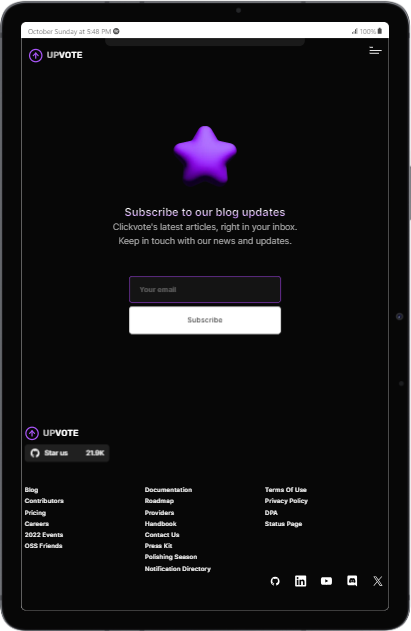 October Sunday at 5:48 PM
100%
UPVOTE
Subscribe to our blog updates
Clickvote's latest articles, right in your inbox.
Keep in touch with our news and updates.
Your email
Subscribe
UPVOTE
Star us 21.9K
Blog
Contributors
Pricing
Careers
2022 Events
OSS Friends
Documentation
Roadmap
Providers
Handbook
Contact Us
Press Kit
Polishing Season
Notification Directory
Terms Of Use
Privacy Policy
DPA
Status Page